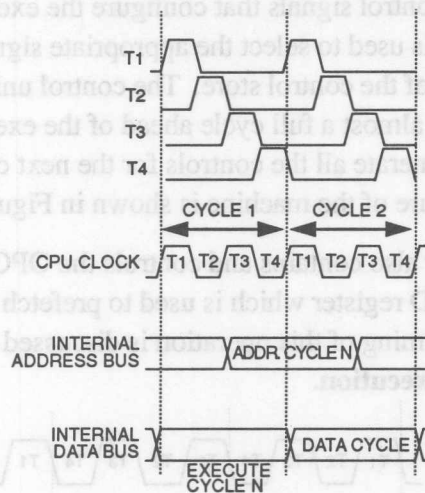 T1
T2
T3
T4
CYCLE 1 CYCLE 2
CPU CLOCK T1 T2 T3 T4 T1 T2 T3 T4
INTERNAL
ADDRESS BUS
ADDR. CYCLE N
INTERNAL
DATA BUS
DATA CYCLE N
EXECUTE
CYCLE N